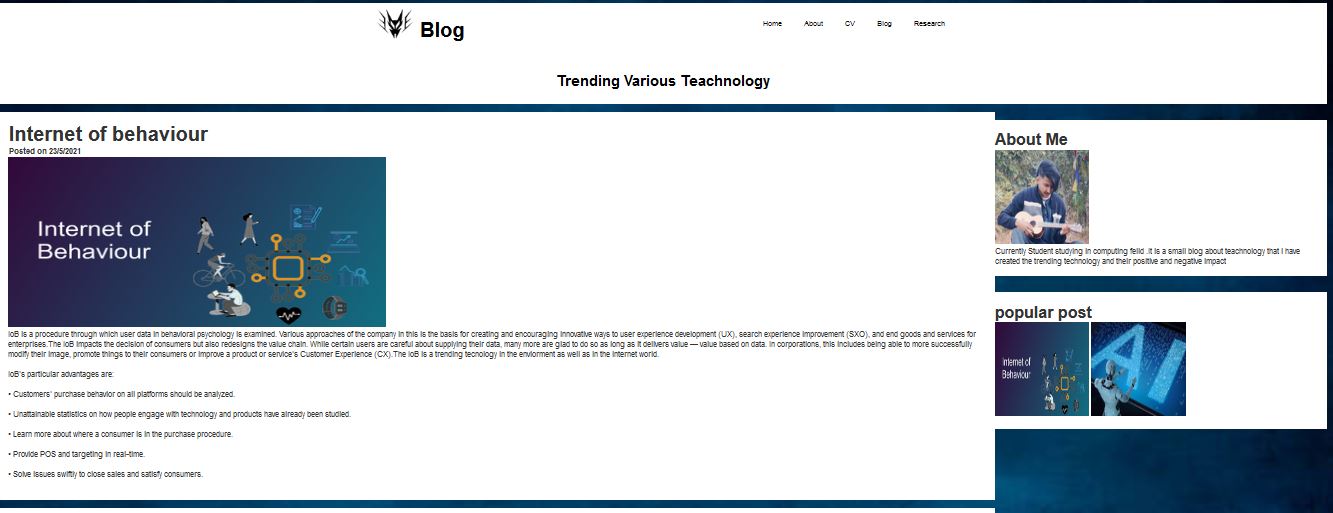 Blog
Home About CV Blog Research
Trending Various Teachnology
Internet of behaviour
Posted on 23/5/2021
Internet of
Behaviour
IoB is a procedure through which user data in behavioral psychology is examined. Various approaches of the company in this is the basis for creating and encouraging innovative ways to user experience development (UX), search experience improvement (SXO), and end goods and services for
enterprises.The IoB impacts the decision of consumers but also redesigns the value chain. While certain users are careful about supplying their data, many more are glad to do so as long as it delivers value — value based on data. In corporations, this includes being able to more successfully
modify their image, promote things to their consumers or improve a product or service's Customer Experience (CX).The IoB is a trending tecnology in the enviorment as well as in the internet world.
IoB's particular advantages are:
• Customers' purchase behavior on all platforms should be analyzed.
• Unattainable statistics on how people engage with technology and products have already been studied.
• Learn more about where a consumer is in the purchase procedure.
• Provide POS and targeting in real-time.
• Solve issues swiftly to close sales and satisfy consumers.
About Me
Currently Student studying in computing feild .It is a small blog about teachnology that I have
created the trending technology and their positive and negative impact
popular post
Internet of
Behaviour
AI